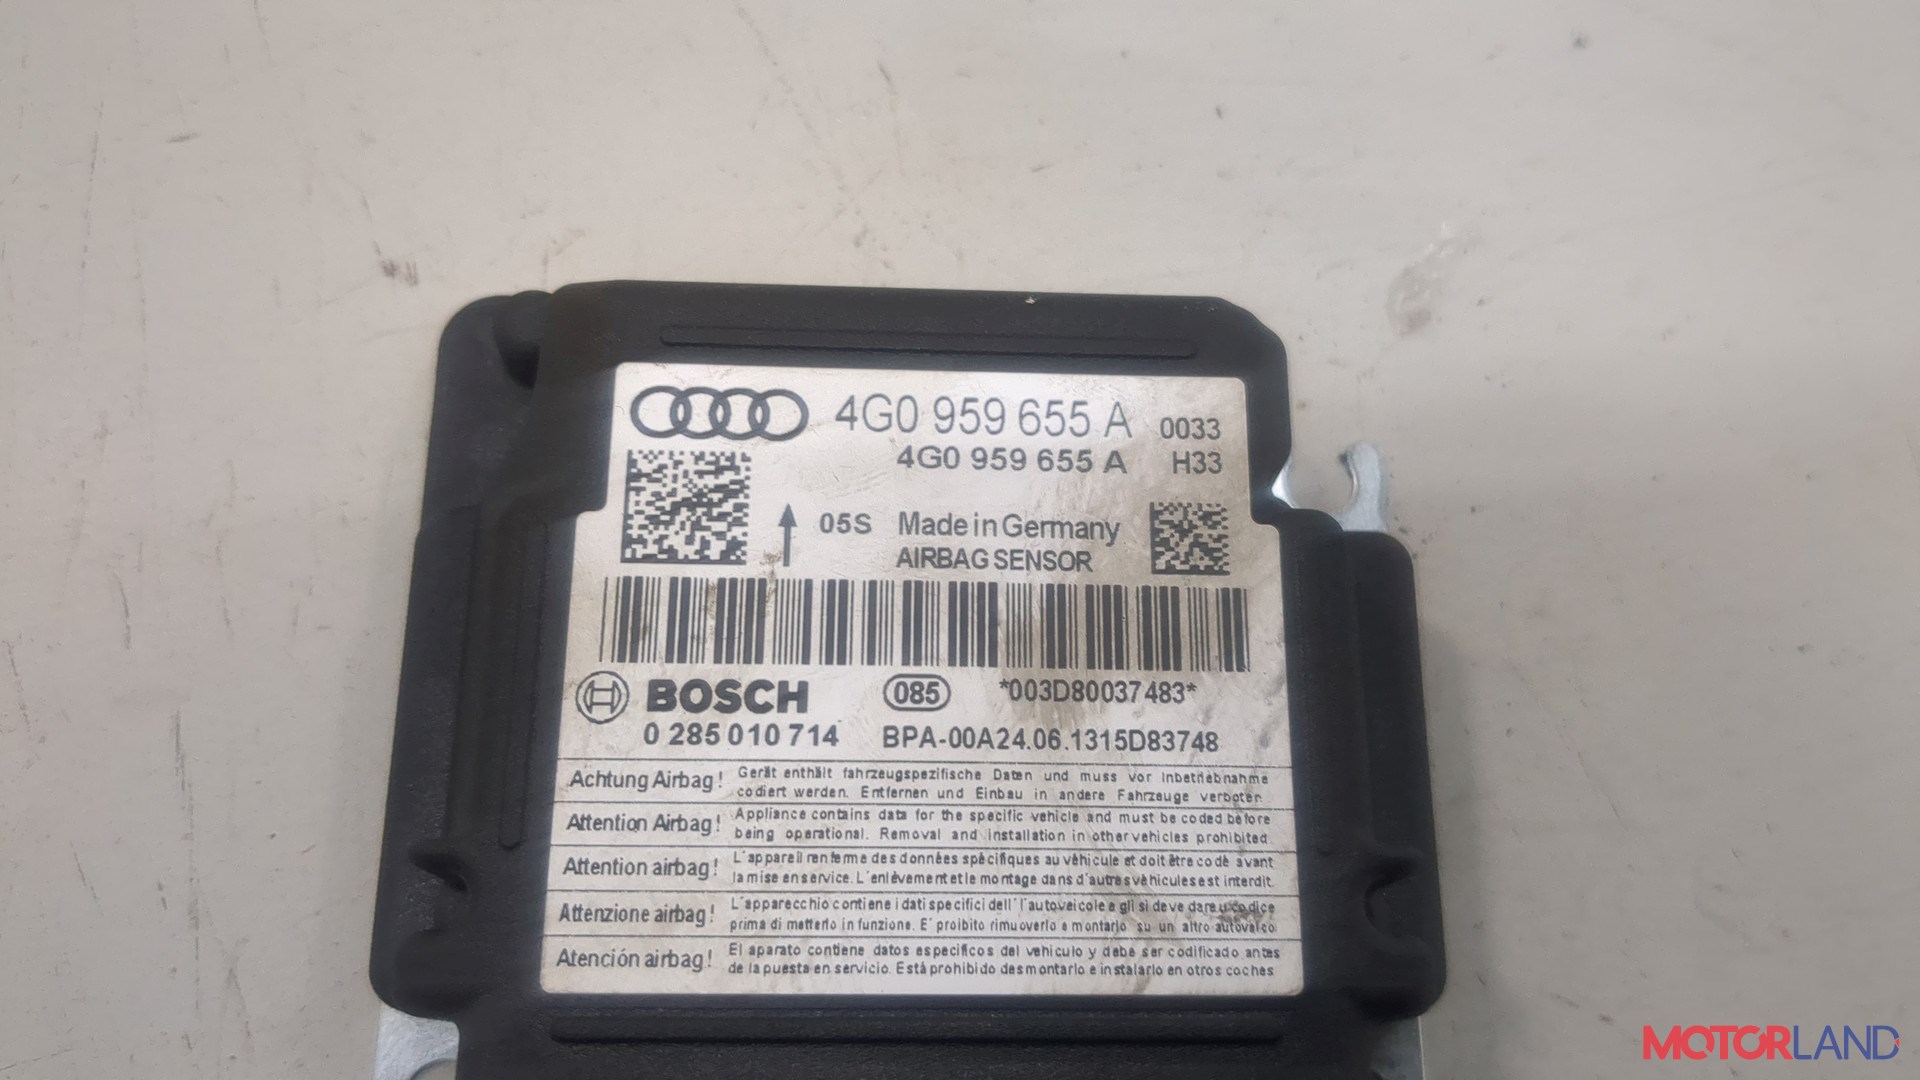 4G0 959 655 A 0033
4G0 959 655 A H33
05S Made in Germany
AIRBAG SENSOR
BOSCH 085 *003D80037483*
0 285 010 714 BPA-00A24.06.1315D83748
Achtung Airbag! Gerät enthält fahrzeugspezifische Daten und muss vor Inbetriebnahme
codiert werden. Entfernen und Einbau in andere Fahrzeuge verboten.
Attention Airbag! Appliance contains data for the specific vehicle and must be coded before
being operational. Removal and installation in other vehicles prohibited.
Attention airbag! L'appareil renferme des données spécifiques au véhicule et doit être codé avant
la mise en service. L'enlèvement et le montage dans d'autres véhicules est interdit.
Attenzione airbag! L'apparecchio contiene i dati specifici dell'l'autoveicolo e gli si deve dare u codice
prima di metterlo in funzione. E' proibito rimuoverlo e montarlo su un altro autoveico
Atención airbag! El aparato contiene datos específicos del vehículo y debe ser codificado antes
de la puesta en servicio. Está prohibido desmontarlo e instalarlo en otros coches
MOTORLAND